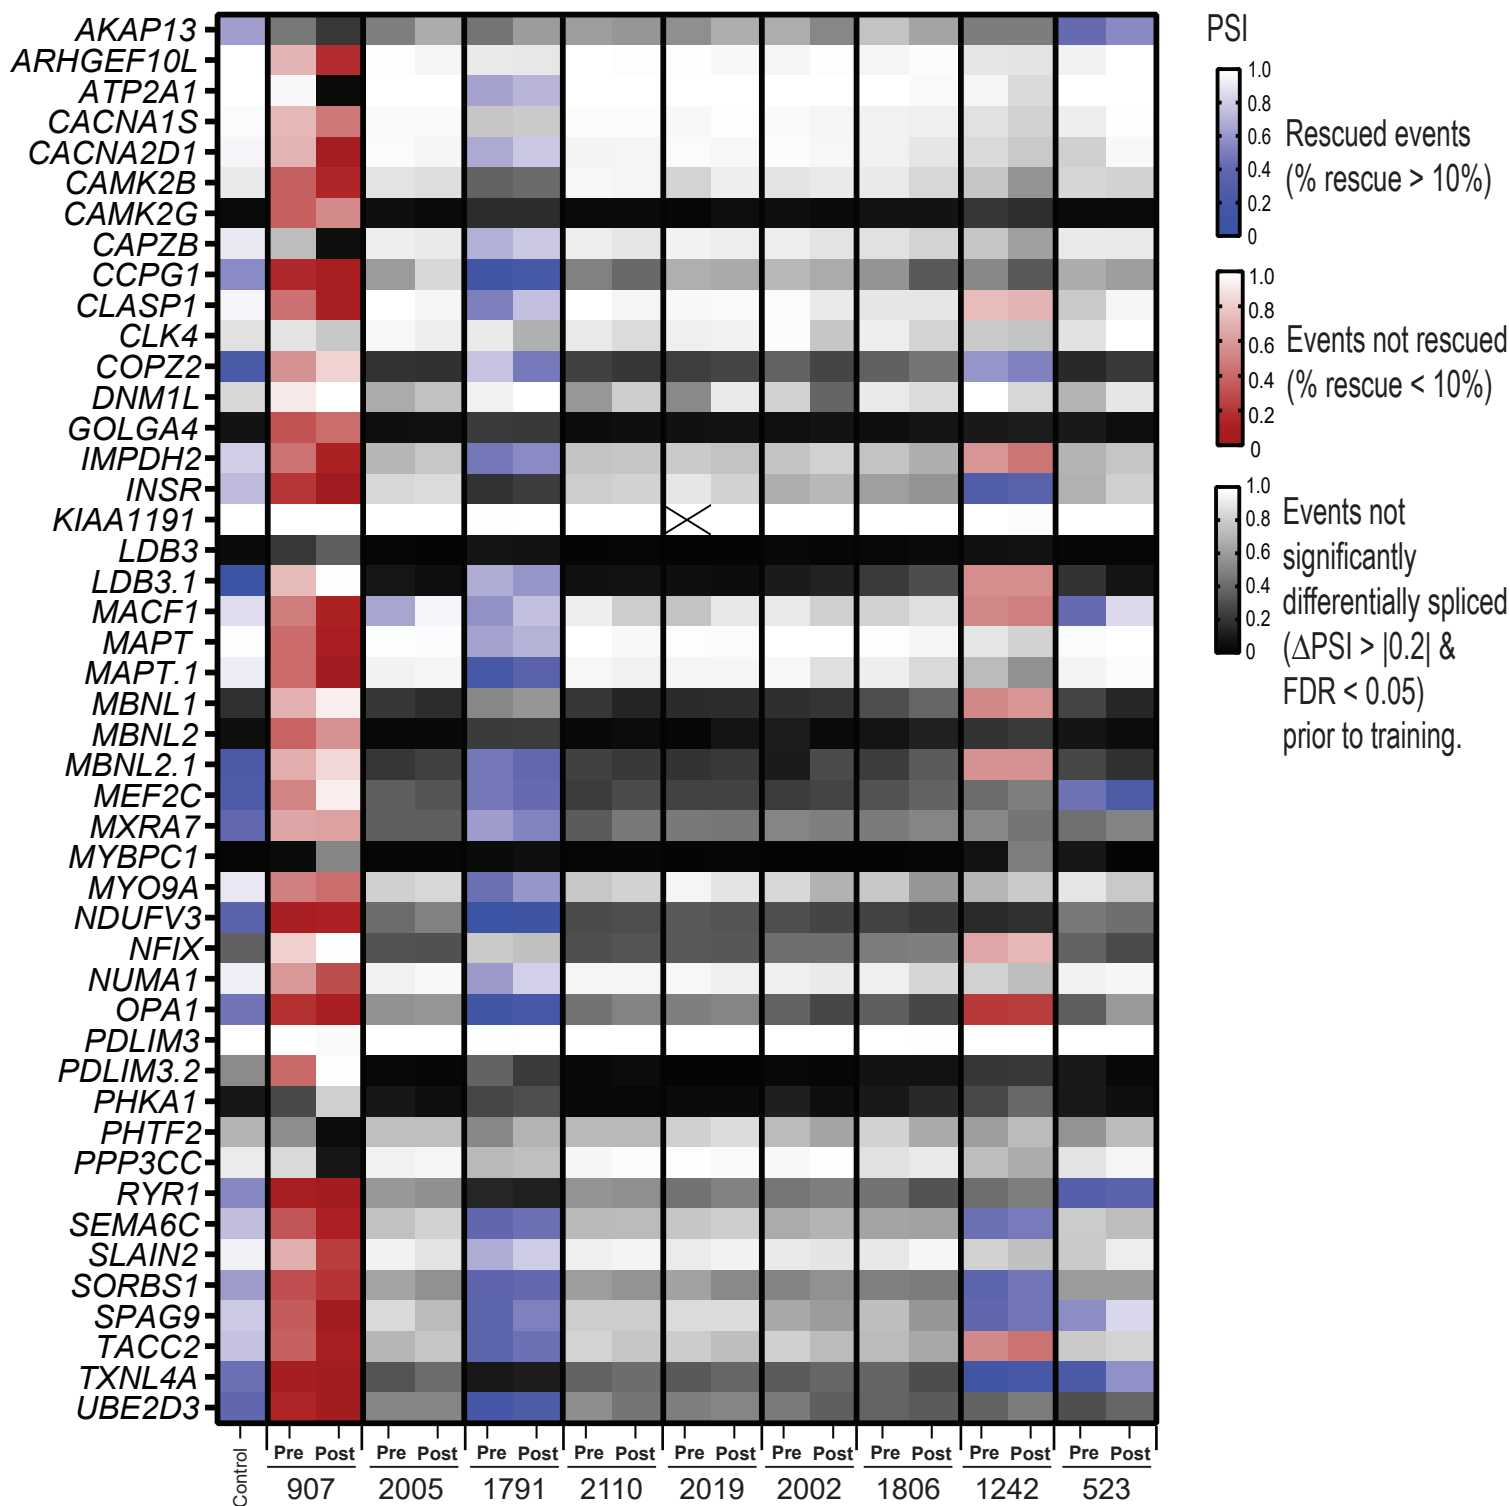 AKAP13
ARHGEF10L
ATP2A1
CACNA1S
CACNA2D1
CAMK2B
CAMK2G
CAPZB
CCPG1
CLASP1
CLK4
COPZ2
DNM1L
GOLGA4
IMPDH2
INSR
KIAA1191
LDB3
LDB3.1
MACF1
MAPT
MAPT.1
MBNL1
MBNL2
MBNL2.1
MEF2C
MXRA7
MYBPC1
MYO9A
NDUFV3
NFIX
NUMA1
OPA1
PDLIM3
PDLIM3.2
PHKA1
PHTF2
PPP3CC
RYR1
SEMA6C
SLAIN2
SORBS1
SPAG9
TACC2
TXNL4A
UBE2D3
Control
Pre Post Pre Post Pre Post Pre Post Pre Post Pre Post Pre Post Pre Post Pre Post
907 2005 1791 2110 2019 2002 1806 1242 523
PSI
1.0
0.8
0.6
0.4
0.2
0
Rescued events
(% rescue > 10%)
1.0
0.8
0.6
0.4
0.2
0
Events not rescued
(% rescue < 10%)
1.0
0.8
0.6
0.4
0.2
0
Events not
significantly
differentially spliced
(ΔPSI > |0.2| &
FDR < 0.05)
prior to training.